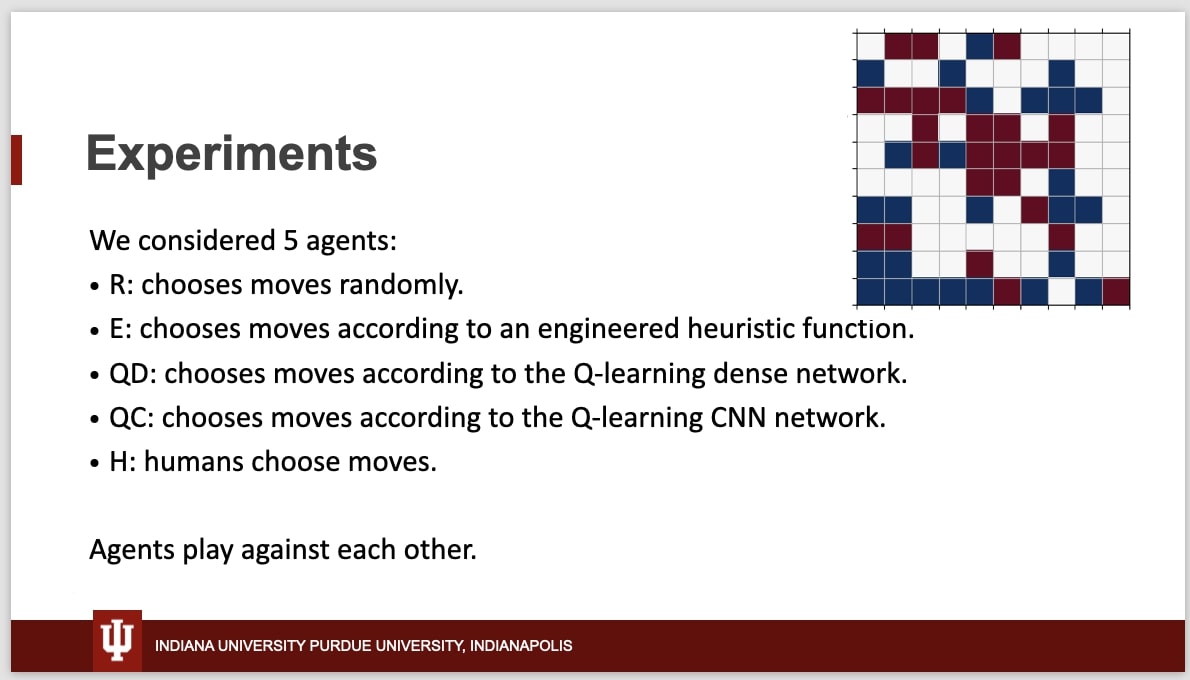 Experiments
We considered 5 agents:
• R: chooses moves randomly.
• E: chooses moves according to an engineered heuristic function.
• QD: chooses moves according to the Q-learning dense network.
• QC: chooses moves according to the Q-learning CNN network.
• H: humans choose moves.
Agents play against each other.
INDIANA UNIVERSITY PURDUE UNIVERSITY, INDIANAPOLIS